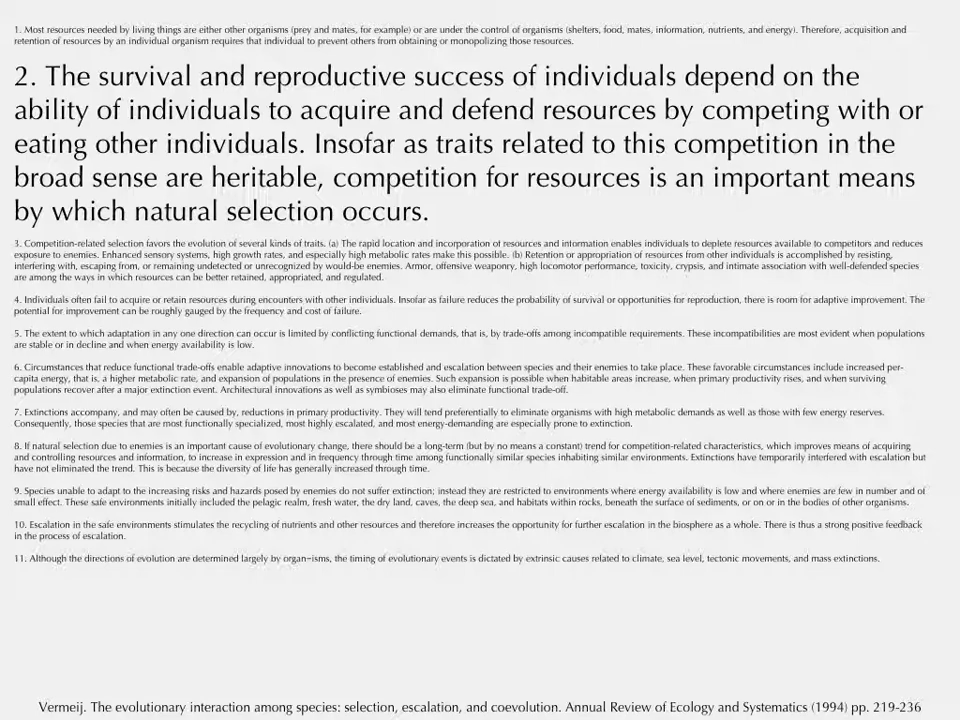 1. Most resources needed by living things are either other organisms (prey and mates, for example) or are under the control of organisms (shelters, food, mates, information, nutrients, and energy). Therefore, acquisition and
retention of resources by an individual organism requires that individual to prevent others from obtaining or monopolizing those resources.
2. The survival and reproductive success of individuals depend on the
ability of individuals to acquire and defend resources by competing with or
eating other individuals. Insofar as traits related to this competition in the
broad sense are heritable, competition for resources is an important means
by which natural selection occurs.
3. Competition-related selection favors the evolution of several kinds of traits. (a) The rapid location and incorporation of resources and information enables individuals to deplete resources available to competitors and reduces
exposure to enemies. Enhanced sensory systems, high growth rates, and especially high metabolic rates make this possible. (b) Retention or appropriation of resources from other individuals is accomplished by resisting,
interfering with, escaping from, or remaining undetected or unrecognized by would-be enemies. Armor, offensive weaponry, high locomotor performance, toxicity, crypsis, and intimate association with well-defended species
are among the ways in which resources can be better retained, appropriated, and regulated.
4. Individuals often fail to acquire or retain resources during encounters with other individuals. Insofar as failure reduces the probability of survival or opportunities for reproduction, there is room for adaptive improvement. The
potential for improvement can be roughly gauged by the frequency and cost of failure.
5. The extent to which adaptation in any one direction can occur is limited by conflicting functional demands, that is, by trade-offs among incompatible requirements. These incompatibilities are most evident when populations
are stable or in decline and when energy availability is low.
6. Circumstances that reduce functional trade-offs enable adaptive innovations to become established and escalation between species and their enemies to take place. These favorable circumstances include increased per-
capita energy, that is, a higher metabolic rate, and expansion of populations in the presence of enemies. Such expansion is possible when habitable areas increase, when primary productivity rises, and when surviving
populations recover after a major extinction event. Architectural innovations as well as symbioses may also eliminate functional trade-off.
7. Extinctions accompany, and may often be caused by, reductions in primary productivity. They will tend preferentially to eliminate organisms with high metabolic demands as well as those with few energy reserves.
Consequently, those species that are most functionally specialized, most highly escalated, and most energy-demanding are especially prone to extinction.
8. If natural selection due to enemies is an important cause of evolutionary change, there should be a long-term (but by no means a constant) trend for competition-related characteristics, which improves means of acquiring
and controlling resources and information, to increase in expression and in frequency through time among functionally similar species inhabiting similar environments. Extinctions have temporarily interfered with escalation but
have not eliminated the trend. This is because the diversity of life has generally increased through time.
9. Species unable to adapt to the increasing risks and hazards posed by enemies do not suffer extinction; instead they are restricted to environments where energy availability is low and where enemies are few in number and of
small effect. These safe environments initially included the pelagic realm, fresh water, the dry land, caves, the deep sea, and habitats within rocks, beneath the surface of sediments, or on or in the bodies of other organisms.
10. Escalation in the safe environments stimulates the recycling of nutrients and other resources and therefore increases the opportunity for further escalation in the biosphere as a whole. There is thus a strong positive feedback
in the process of escalation.
11. Although the directions of evolution are determined largely by organ¬isms, the timing of evolutionary events is dictated by extrinsic causes related to climate, sea level, tectonic movements, and mass extinctions.
Vermeij. The evolutionary interaction among species: selection, escalation, and coevolution. Annual Review of Ecology and Systematics (1994) pp. 219-236